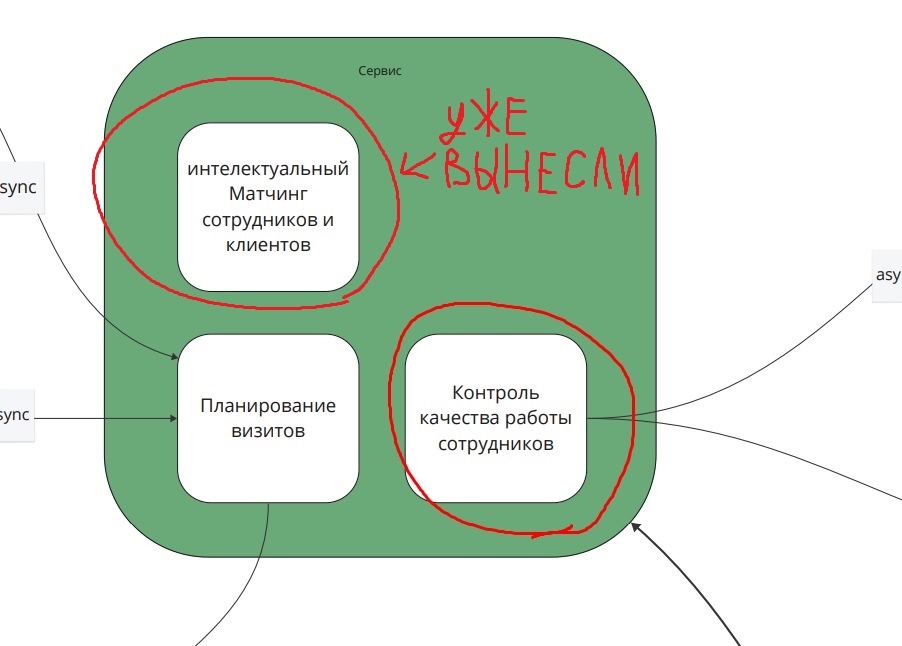 Сервис
уЖЕ
ВЫНЕСЛИ
интелектуальный
Матчинг
сотрудников и
клиентов
sync
asy
Планирование
визитов
Контроль
качества работы
сотрудников
sync